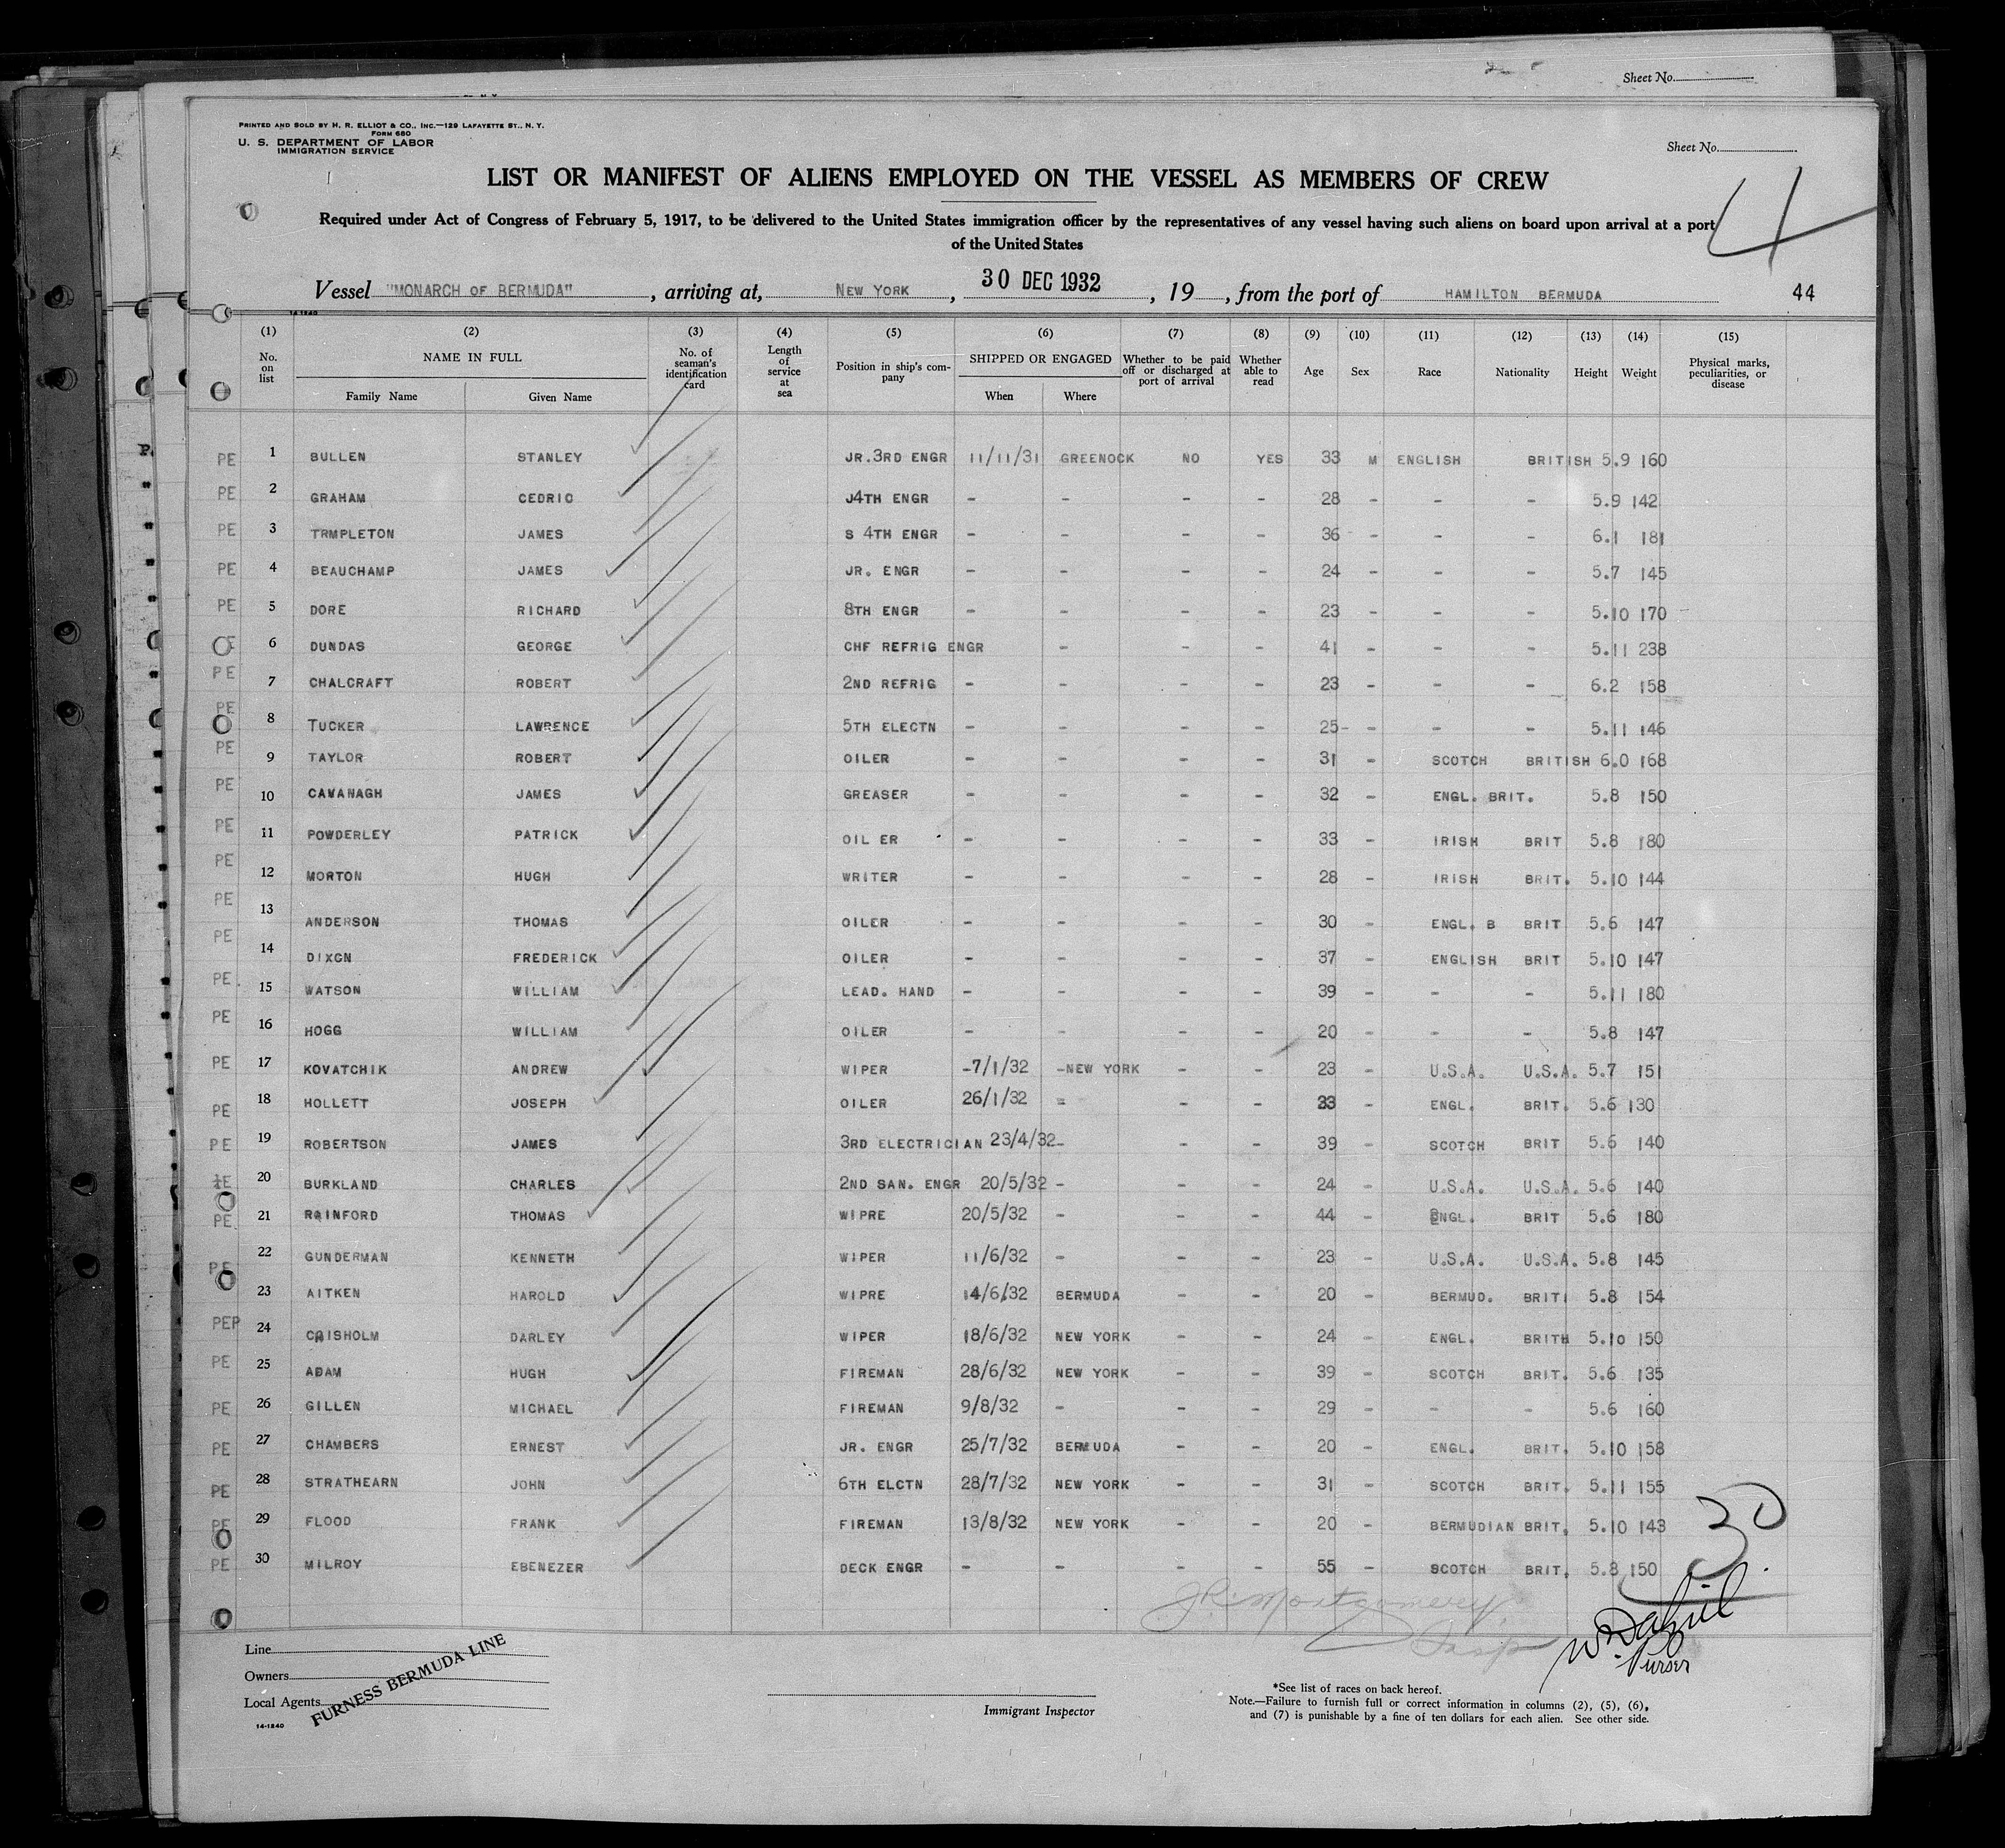 Sheet No.
PRINTED AND SOLD BY H. R. ELLIOT & CO., INC.—129 LAFAYETTE ST., N. Y.
FORM 680
U. S. DEPARTMENT OF LABOR
IMMIGRATION SERVICE
Sheet No.
LIST OR MANIFEST OF ALIENS EMPLOYED ON THE VESSEL AS MEMBERS OF CREW
4
Required under Act of Congress of February 5, 1917, to be delivered to the United States immigration officer by the representatives of any vessel having such aliens on board upon arrival at a port
of the United States
Vessel "MONARCH OF BERMUDA", arriving at, NEW YORK, 30 DEC 1932, 19, from the port of HAMILTON BERMUDA 44
14-1240
(1) (2) (3) (4) (5) (6) (7) (8) (9) (10) (11) (12) (13) (14) (15)
No. on list NAME IN FULL Family Name Given Name No. of seaman's identification card Length of service at sea Position in ship's company SHIPPED OR ENGAGED When Where Whether to be paid off or discharged at port of arrival Whether able to read Age Sex Race Nationality Height Weight Physical marks, peculiarities, or disease
PE 1 BULLEN STANLEY JR.3RD ENGR 11/11/31 GREENOCK NO YES 33 M ENGLISH BRITISH 5.9 160
PE 2 GRAHAM CEDRIC J4TH ENGR - - - - 28 - - - 5.9 142
PE 3 TRMPLETON JAMES S 4TH ENGR - - - - 36 - - - 6.1 181
PE 4 BEAUCHAMP JAMES JR. ENGR - - - - 24 - - - 5.7 145
PE 5 DORE RICHARD 8TH ENGR - - - - 23 - - - 5.10 170
6 DUNDAS GEORGE CHF REFRIG ENGR - - - 41 - - - 5.11 238
PE 7 CHALCRAFT ROBERT 2ND REFRIG - - - - 23 - - - 6.2 158
PE 8 TUCKER LAWRENCE 5TH ELECTN - - - - 25- - - - 5.11 146
PE 9 TAYLOR ROBERT OILER - - - - 31 - SCOTCH BRITISH 6.0 168
PE 10 CAVANAGH JAMES GREASER - - - - 32 - ENGL. BRIT. 5.8 150
PE 11 POWDERLEY PATRICK OIL ER - - - - 33 - IRISH BRIT 5.8 180
PE 12 MORTON HUGH WRITER - - - - 28 - IRISH BRIT. 5.10 144
PE 13 ANDERSON THOMAS OILER - - - - 30 - ENGL. B BRIT 5.6 147
PE 14 DIXCN FREDERICK OILER - - - - 37 - ENGLISH BRIT 5.10 147
PE. 15 WATSON WILLIAM LEAD. HAND - - - - 39 - - - 5.11 180
PE 16 HOGG WILLIAM OILER - - - - 20 - - - 5.8 147
PE 17 KOVATCHIK ANDREW WIPER -7/1/32 -NEW YORK - - 23 - U.S.A. U.S.A. 5.7 151
PE 18 HOLLETT JOSEPH OILER 26/1/32 - - - 33 - ENGL. BRIT. 5.6 130
PE 19 ROBERTSON JAMES 3RD ELECTRICIAN 23/4/32- - - 39 - SCOTCH BRIT 5.6 140
20 BURKLAND CHARLES 2ND SAN. ENGR 20/5/32 - - - 24 - U.S.A. U.S.A. 5.6 140
PE 21 RAINFORD THOMAS WIPRE 20/5/32 - - - 44 - ENGL. BRIT 5.6 180
PE 22 GUNDERMAN KENNETH WIPER 11/6/32 - - - 23 - U.S.A. U.S.A. 5.8 145
23 AITKEN HAROLD WIPRE 14/6/32 BERMUDA - - 20 - BERMUD. BRITI 5.8 154
PEP 24 CHISHOLM DARLEY WIPER 18/6/32 NEW YORK - - 24 - ENGL. BRITH 5.10 150
PE 25 ADAM HUGH FIREMAN 28/6/32 NEW YORK - - 39 - SCOTCH BRIT. 5.6 135
PE 26 GILLEN MICHAEL FIREMAN 9/8/32 - - - 29 - - - 5.6 160
PE 27 CHAMBERS ERNEST JR. ENGR 25/7/32 BERMUDA - - 20 - ENGL. BRIT. 5.10 158
PE 28 STRATHEARN JOHN 6TH ELCTN 28/7/32 NEW YORK - - 31 - SCOTCH BRIT. 5.11 155
PE 29 FLOOD FRANK FIREMAN 13/8/32 NEW YORK - - 20 - BERMUDIAN BRIT. 5.10 143
PE 30 MILROY EBENEZER DECK ENGR - - - - 55 - SCOTCH BRIT. 5.8 150
30
J R Montgomery
Insp
Purser
Line
Owners
Local Agents
FURNESS BERMUDA LINE
14-1240
Immigrant Inspector
*See list of races on back hereof.
Note.—Failure to furnish full or correct information in columns (2), (5), (6),
and (7) is punishable by a fine of ten dollars for each alien. See other side.